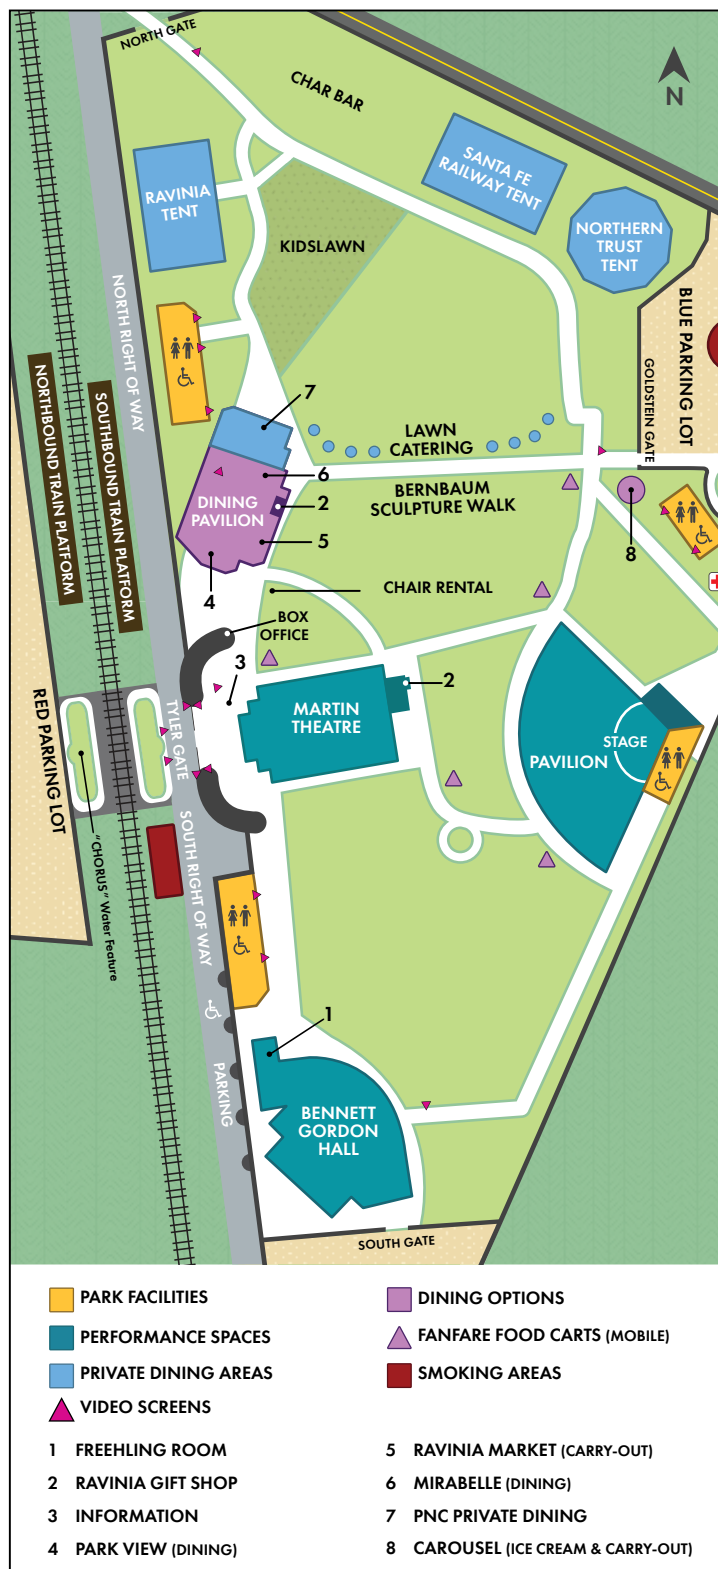 NORTH GATE
CHAR BAR
N
SANTA FE
RAILWAY TENT
RAVINIA
TENT
NORTHERN
TRUST
TENT
KIDSLAWN
NORTH RIGHT OF WAY
BLUE PARKING LOT
GOLDSTEIN GATE
NORTHBOUND TRAIN PLATFORM
SOUTHBOUND TRAIN PLATFORM
7
LAWN
CATERING
6
BERNBAUM
SCULPTURE WALK
2
DINING
PAVILION
5
8
4
CHAIR RENTAL
BOX
OFFICE
3
2
MARTIN
THEATRE
STAGE
PAVILION
RED PARKING LOT
TYLER GATE
"CHORUS" Water Feature
SOUTH RIGHT OF WAY
1
PARKING
BENNETT
GORDON
HALL
SOUTH GATE
PARK FACILITIES
PERFORMANCE SPACES
PRIVATE DINING AREAS
VIDEO SCREENS
DINING OPTIONS
FANFARE FOOD CARTS (MOBILE)
SMOKING AREAS
1 FREEHLING ROOM
2 RAVINIA GIFT SHOP
3 INFORMATION
4 PARK VIEW (DINING)
5 RAVINIA MARKET (CARRY-OUT)
6 MIRABELLE (DINING)
7 PNC PRIVATE DINING
8 CAROUSEL (ICE CREAM & CARRY-OUT)